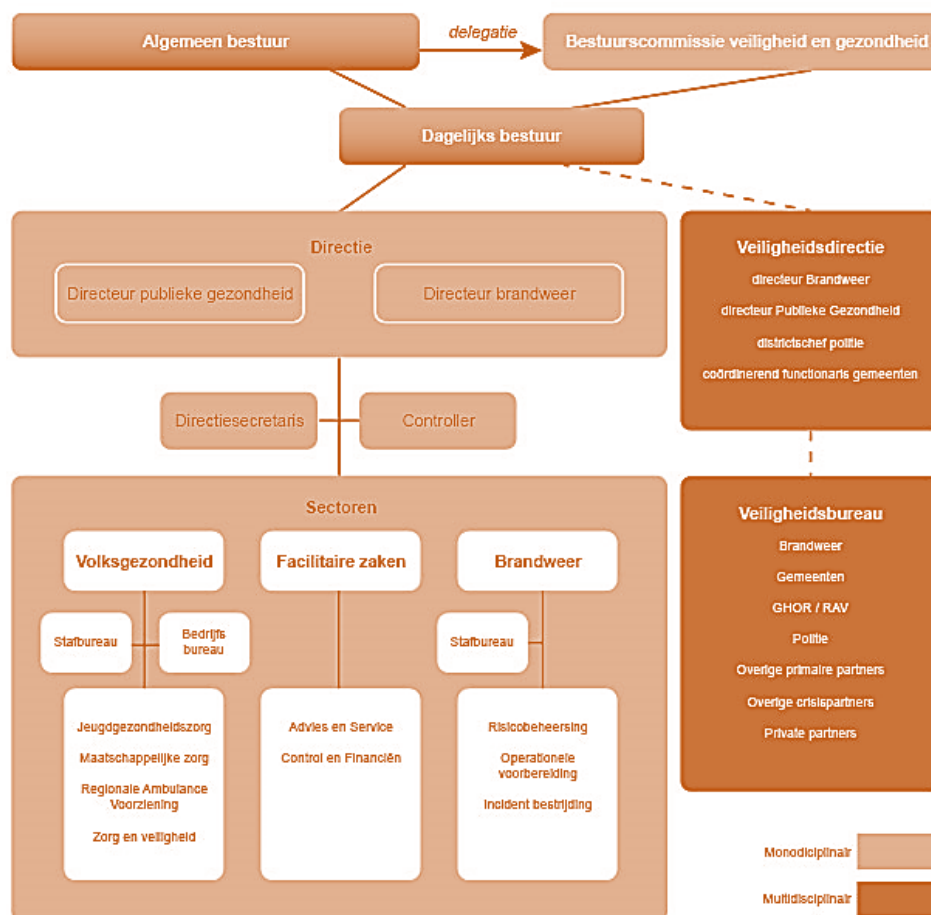 Algemeen bestuur
delegatie
Bestuurscommissie veiligheid en gezondheid
Dagelijks bestuur
Directie
Directeur publieke gezondheid
Directeur brandweer
Veiligheidsdirectie
directeur Brandweer
directeur Publieke Gezondheid
districtschef politie
coördinerend functionaris gemeenten
Directiesecretaris
Controller
Sectoren
Volksgezondheid
Facilitaire zaken
Brandweer
Stafbureau
Bedrijfs
bureau
Stafbureau
Jeugdgezondheidszorg
Maatschappelijke zorg
Regionale Ambulance
Voorziening
Zorg en veiligheid
Advies en Service
Control en Financiën
Risicobeheersing
Operationele
voorbereiding
Incident bestrijding
Veiligheidsbureau
Brandweer
Gemeenten
GHOR / RAV
Politie
Overige primaire partners
Overige crisispartners
Private partners
Monodiciplinair
Multidisciplinair